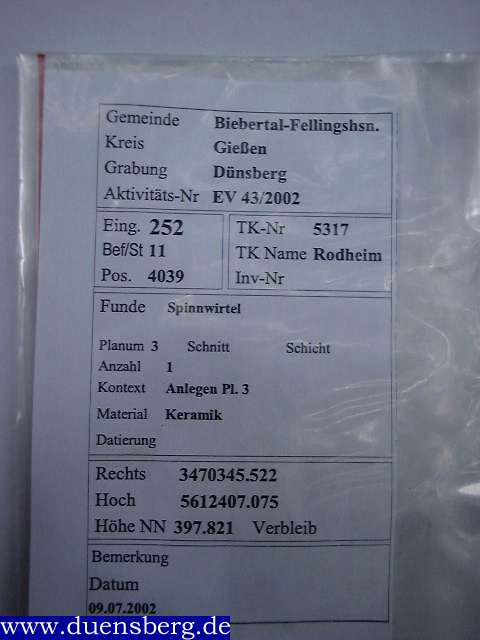 Gemeinde Biebertal-Fellingshsn.
Kreis Gießen
Grabung Dünsberg
Aktivitäts-Nr EV 43/2002
Eing. 252
Bef/St 11
Pos. 4039
TK-Nr 5317
TK Name Rodheim
Inv-Nr
Funde Spinnwirtel
Planum 3 Schnitt Schicht
Anzahl 1
Kontext Anlegen Pl. 3
Material Keramik
Datierung
Rechts 3470345.522
Hoch 5612407.075
Höhe NN 397.821 Verbleib
Bemerkung
Datum
09.07.2002
www.duensberg.de